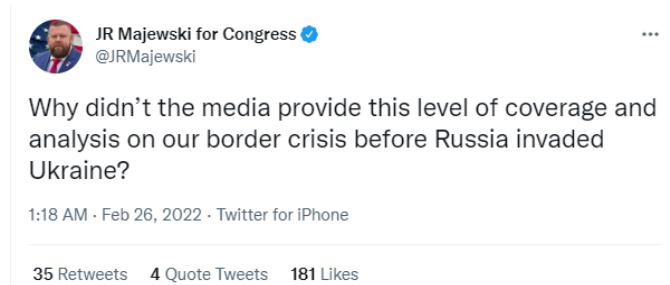 JR Majewski for Congress
@JRMajewski
Why didn’t the media provide this level of coverage and
analysis on our border crisis before Russia invaded
Ukraine?
1:18 AM · Feb 26, 2022 · Twitter for iPhone
35 Retweets 4 Quote Tweets 181 Likes